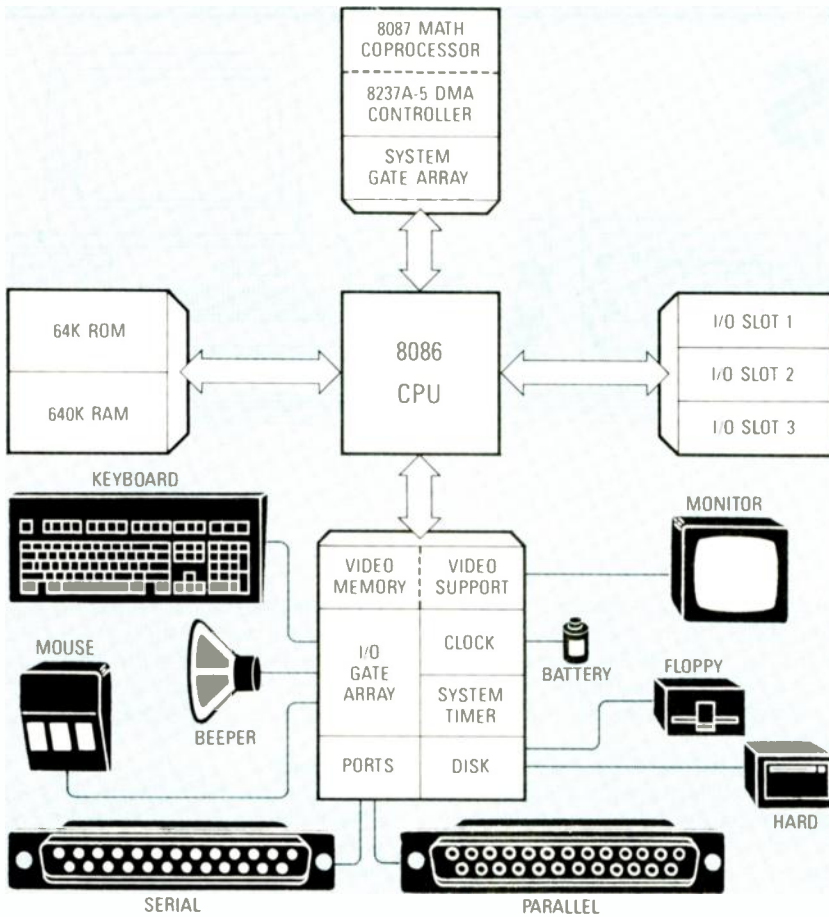 8087 MATH
COPROCESSOR
8237A-5 DMA
CONTROLLER
SYSTEM
GATE ARRAY
64K ROM
640K RAM
8086
CPU
I/O SLOT 1
I/O SLOT 2
I/O SLOT 3
KEYBOARD
MONITOR
VIDEO
MEMORY
VIDEO
SUPPORT
MOUSE
BEEPER
I/O
GATE
ARRAY
CLOCK
BATTERY
SYSTEM
TIMER
FLOPPY
PORTS
DISK
HARD
SERIAL
PARALLEL